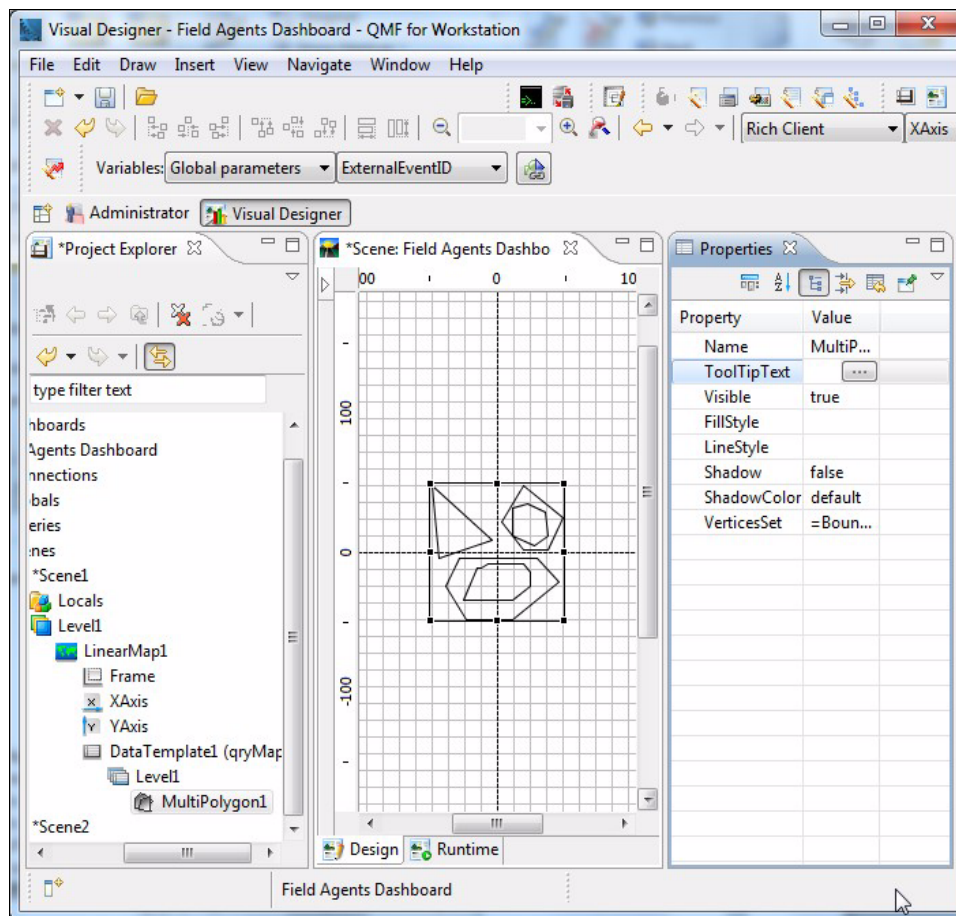 Visual Designer - Field Agents Dashboard - QMF for Workstation
File Edit Draw Insert View Navigate Window Help
Rich Client XAxis
Variables: Global parameters ExternalEventID
Administrator Visual Designer
*Project Explorer
type filter text
hboards
Agents Dashboard
nnections
bals
eries
nes
*Scene1
Locals
Level1
LinearMap1
Frame
XAxis
YAxis
DataTemplate1 (qryMap
Level1
MultiPolygon1
*Scene2
*Scene: Field Agents Dashbo
00 0 10
100
0
-100
Design Runtime
Properties
Property Value
Name MultiP...
ToolTipText ...
Visible true
FillStyle
LineStyle
Shadow false
ShadowColor default
VerticesSet =Boun...
Field Agents Dashboard